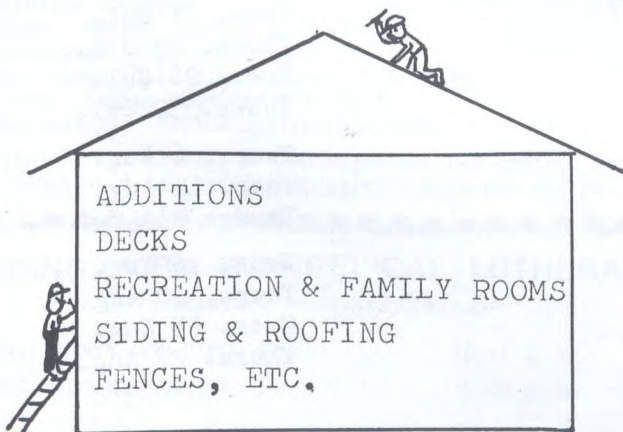 ADDITIONS
DECKS
RECREATION & FAMILY ROOMS
SIDING & ROOFING
FENCES, ETC.